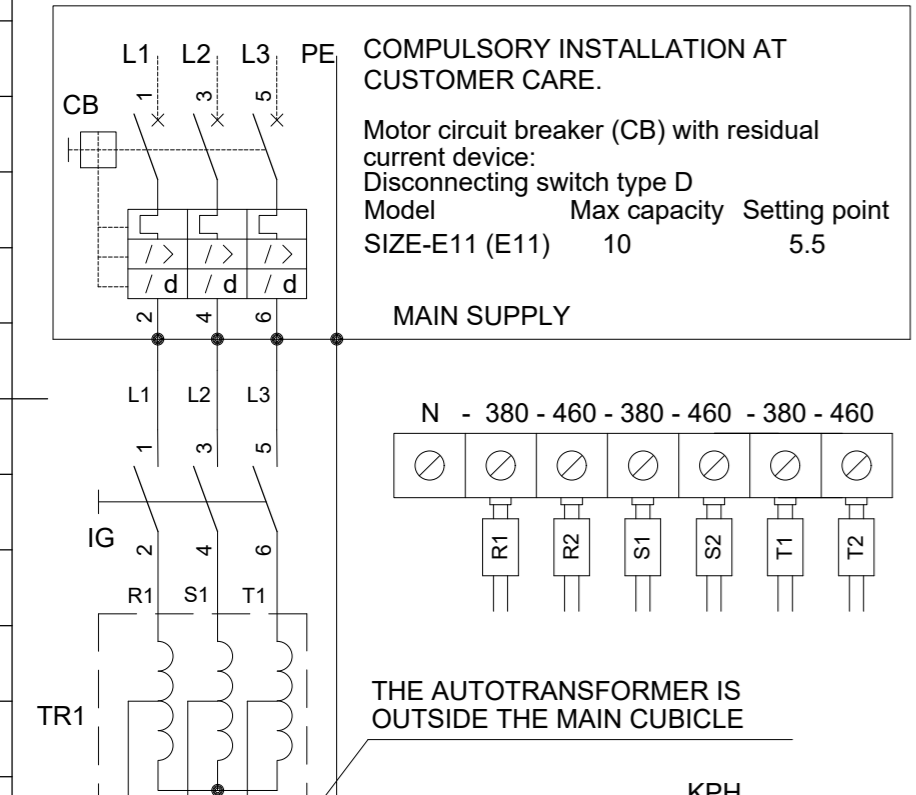 L1 L2 L3 PE
COMPULSORY INSTALLATION AT
CUSTOMER CARE.
CB
1 3 5
Motor circuit breaker (CB) with residual
current device:
Disconnecting switch type D
Model Max capacity Setting point
SIZE-E11 (E11) 10 5.5
/ > / > / >
/ d / d / d
2 4 6
MAIN SUPPLY
L1 L2 L3
N - 380 - 460 - 380 - 460 - 380 - 460
1 3 5
IG
2 4 6
R1 R2 S1 S2 T1 T2
R1 S1 T1
THE AUTOTRANSFORMER IS
OUTSIDE THE MAIN CUBICLE
TR1
KPH